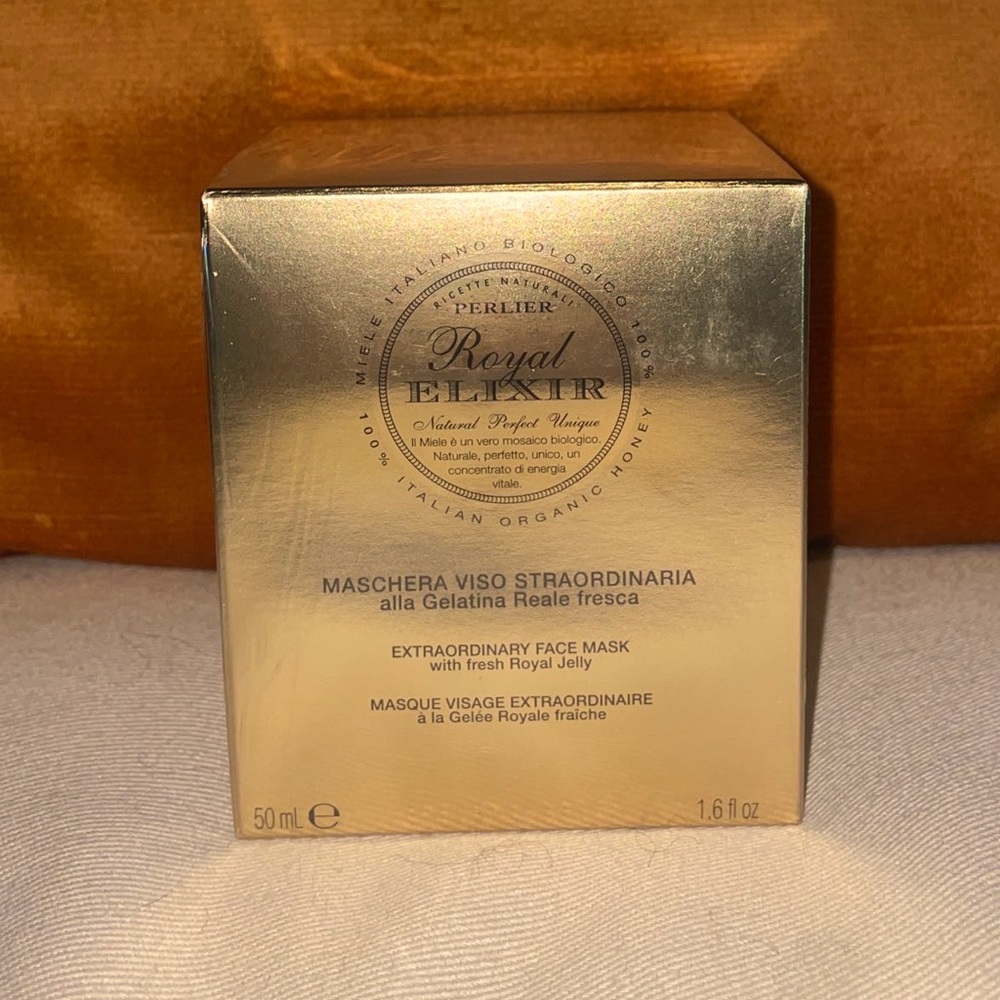 MIELE ITALIANO BIOLOGICO 100%
RICETTE NATURALI
PERLIER
Royal
ELIXIR
Natural Perfect Unique
Il Miele è un vero mosaico biologico.
Naturale, perfetto, unico, un
concentrato di energia
vitale.
100% ITALIAN ORGANIC HONEY
MASCHERA VISO STRAORDINARIA
alla Gelatina Reale fresca
EXTRAORDINARY FACE MASK
with fresh Royal Jelly
MASQUE VISAGE EXTRAORDINAIRE
à la Gelée Royale fraîche
50 mL ℮
1.6 fl oz